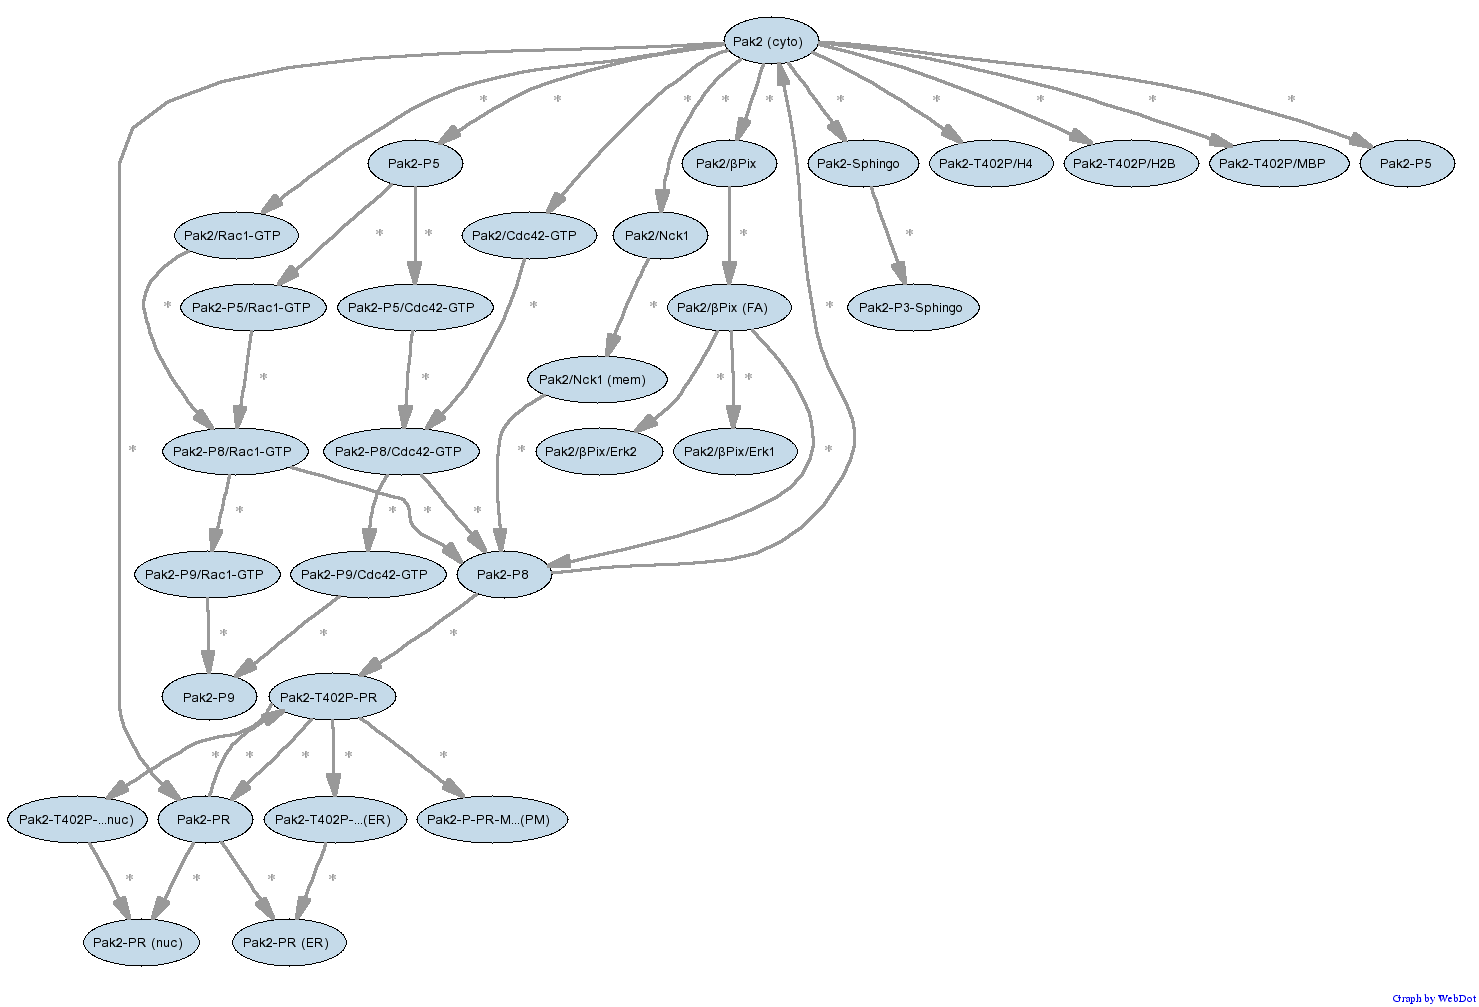 Pak2 (cyto)
* * * * * * * * * *
Pak2-P5
Pak2/βPix
Pak2-Sphingo
Pak2-T402P/H4
Pak2-T402P/H2B
Pak2-T402P/MBP
Pak2-P5
Pak2/Rac1-GTP
Pak2/Cdc42-GTP
Pak2/Nck1
* * * *
Pak2-P5/Rac1-GTP
Pak2-P5/Cdc42-GTP
Pak2/βPix (FA)
Pak2-P3-Sphingo
* * * *
Pak2/Nck1 (mem)
* * * *
Pak2-P8/Rac1-GTP
Pak2-P8/Cdc42-GTP
Pak2/βPix/Erk2
Pak2/βPix/Erk1
* * *
* * * *
Pak2-P9/Rac1-GTP
Pak2-P9/Cdc42-GTP
Pak2-P8
* * *
Pak2-P9
Pak2-T402P-PR
* * * * *
Pak2-T402P-...nuc)
Pak2-PR
Pak2-T402P-...(ER)
Pak2-P-PR-M...(PM)
* * * *
Pak2-PR (nuc)
Pak2-PR (ER)
Graph by WebDot